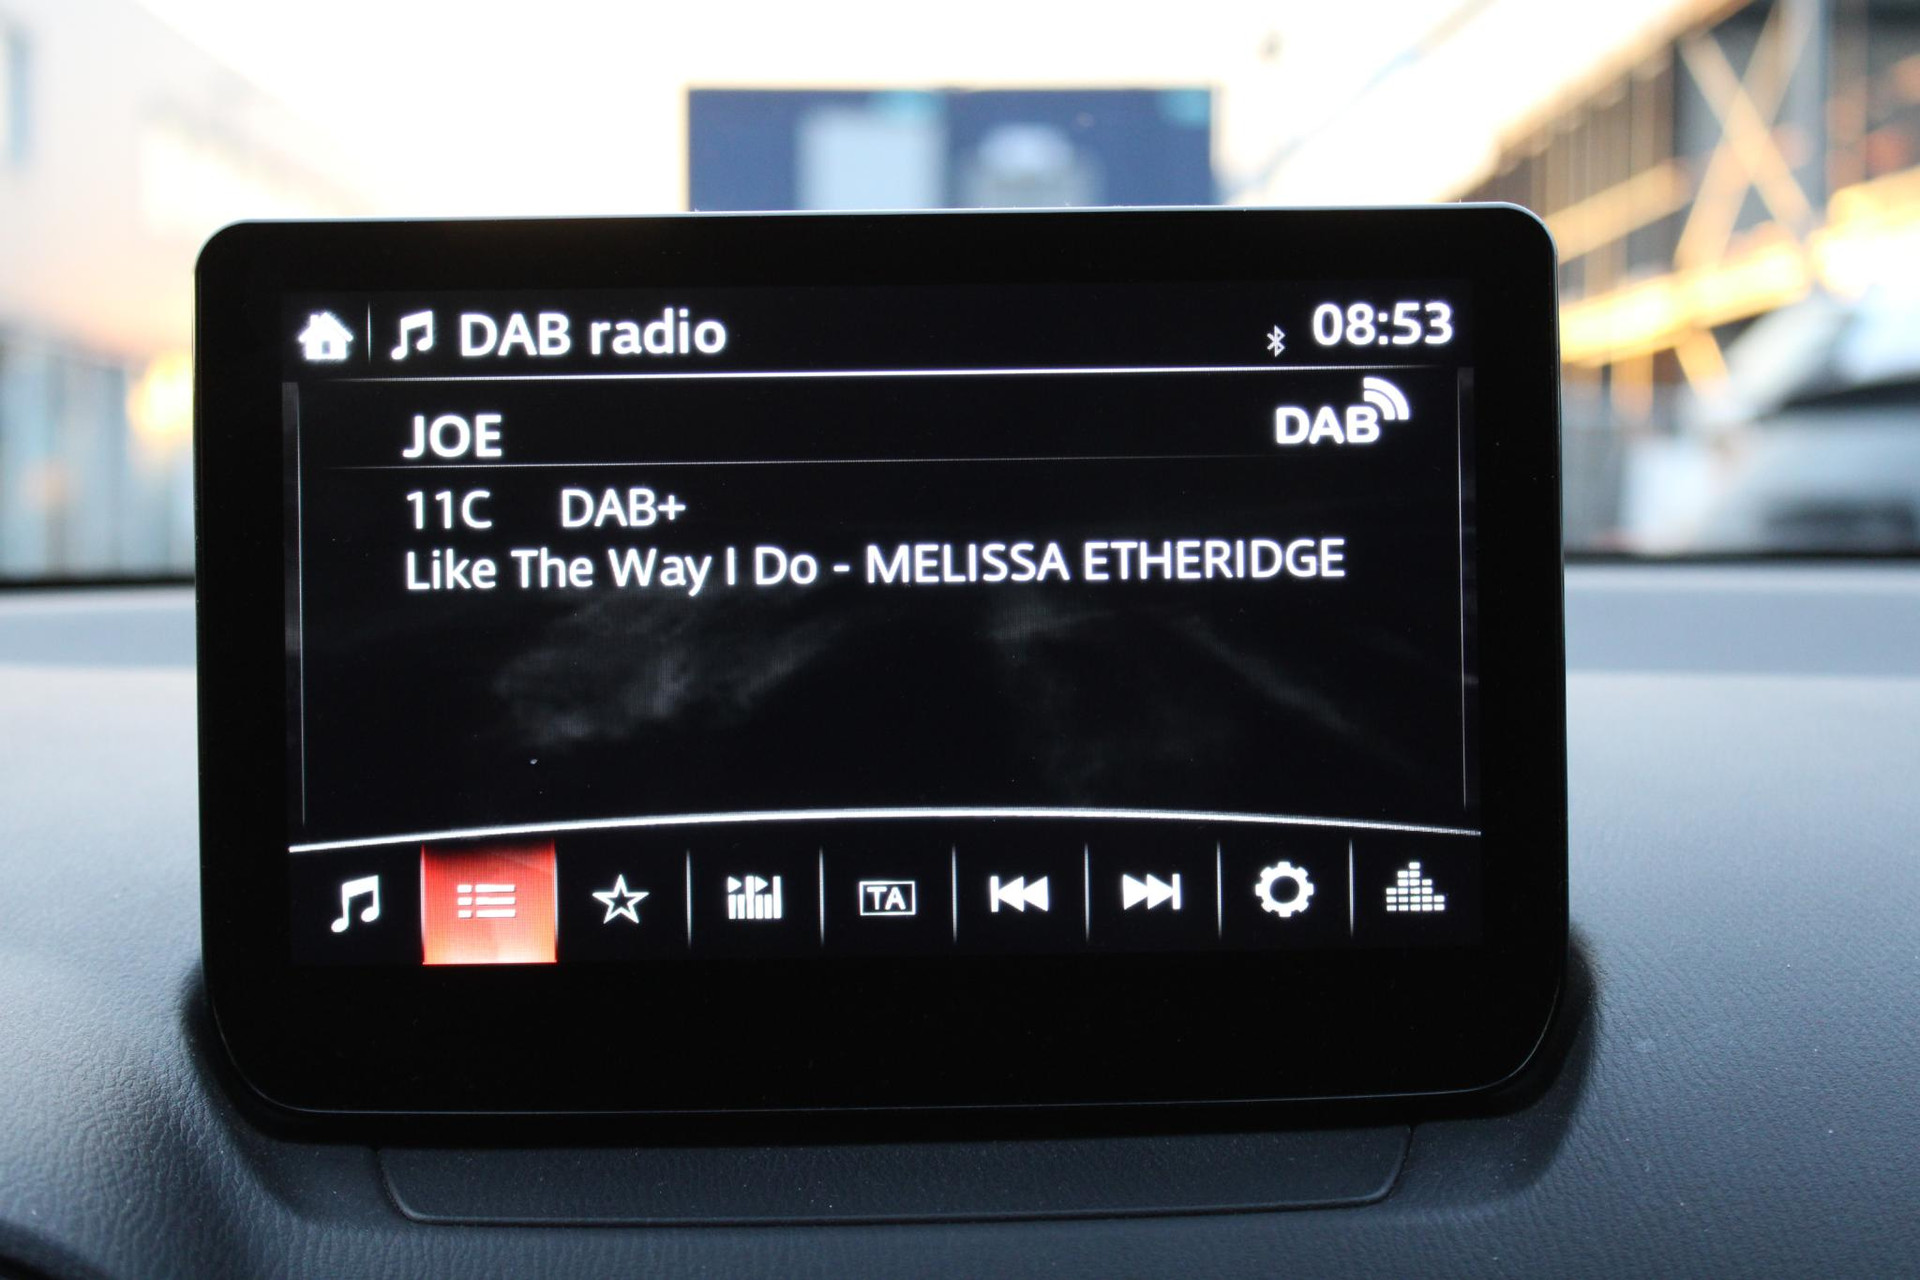 DAB radio 08:53
JOE DAB
11C DAB+
Like The Way I Do - MELISSA ETHERIDGE
TA